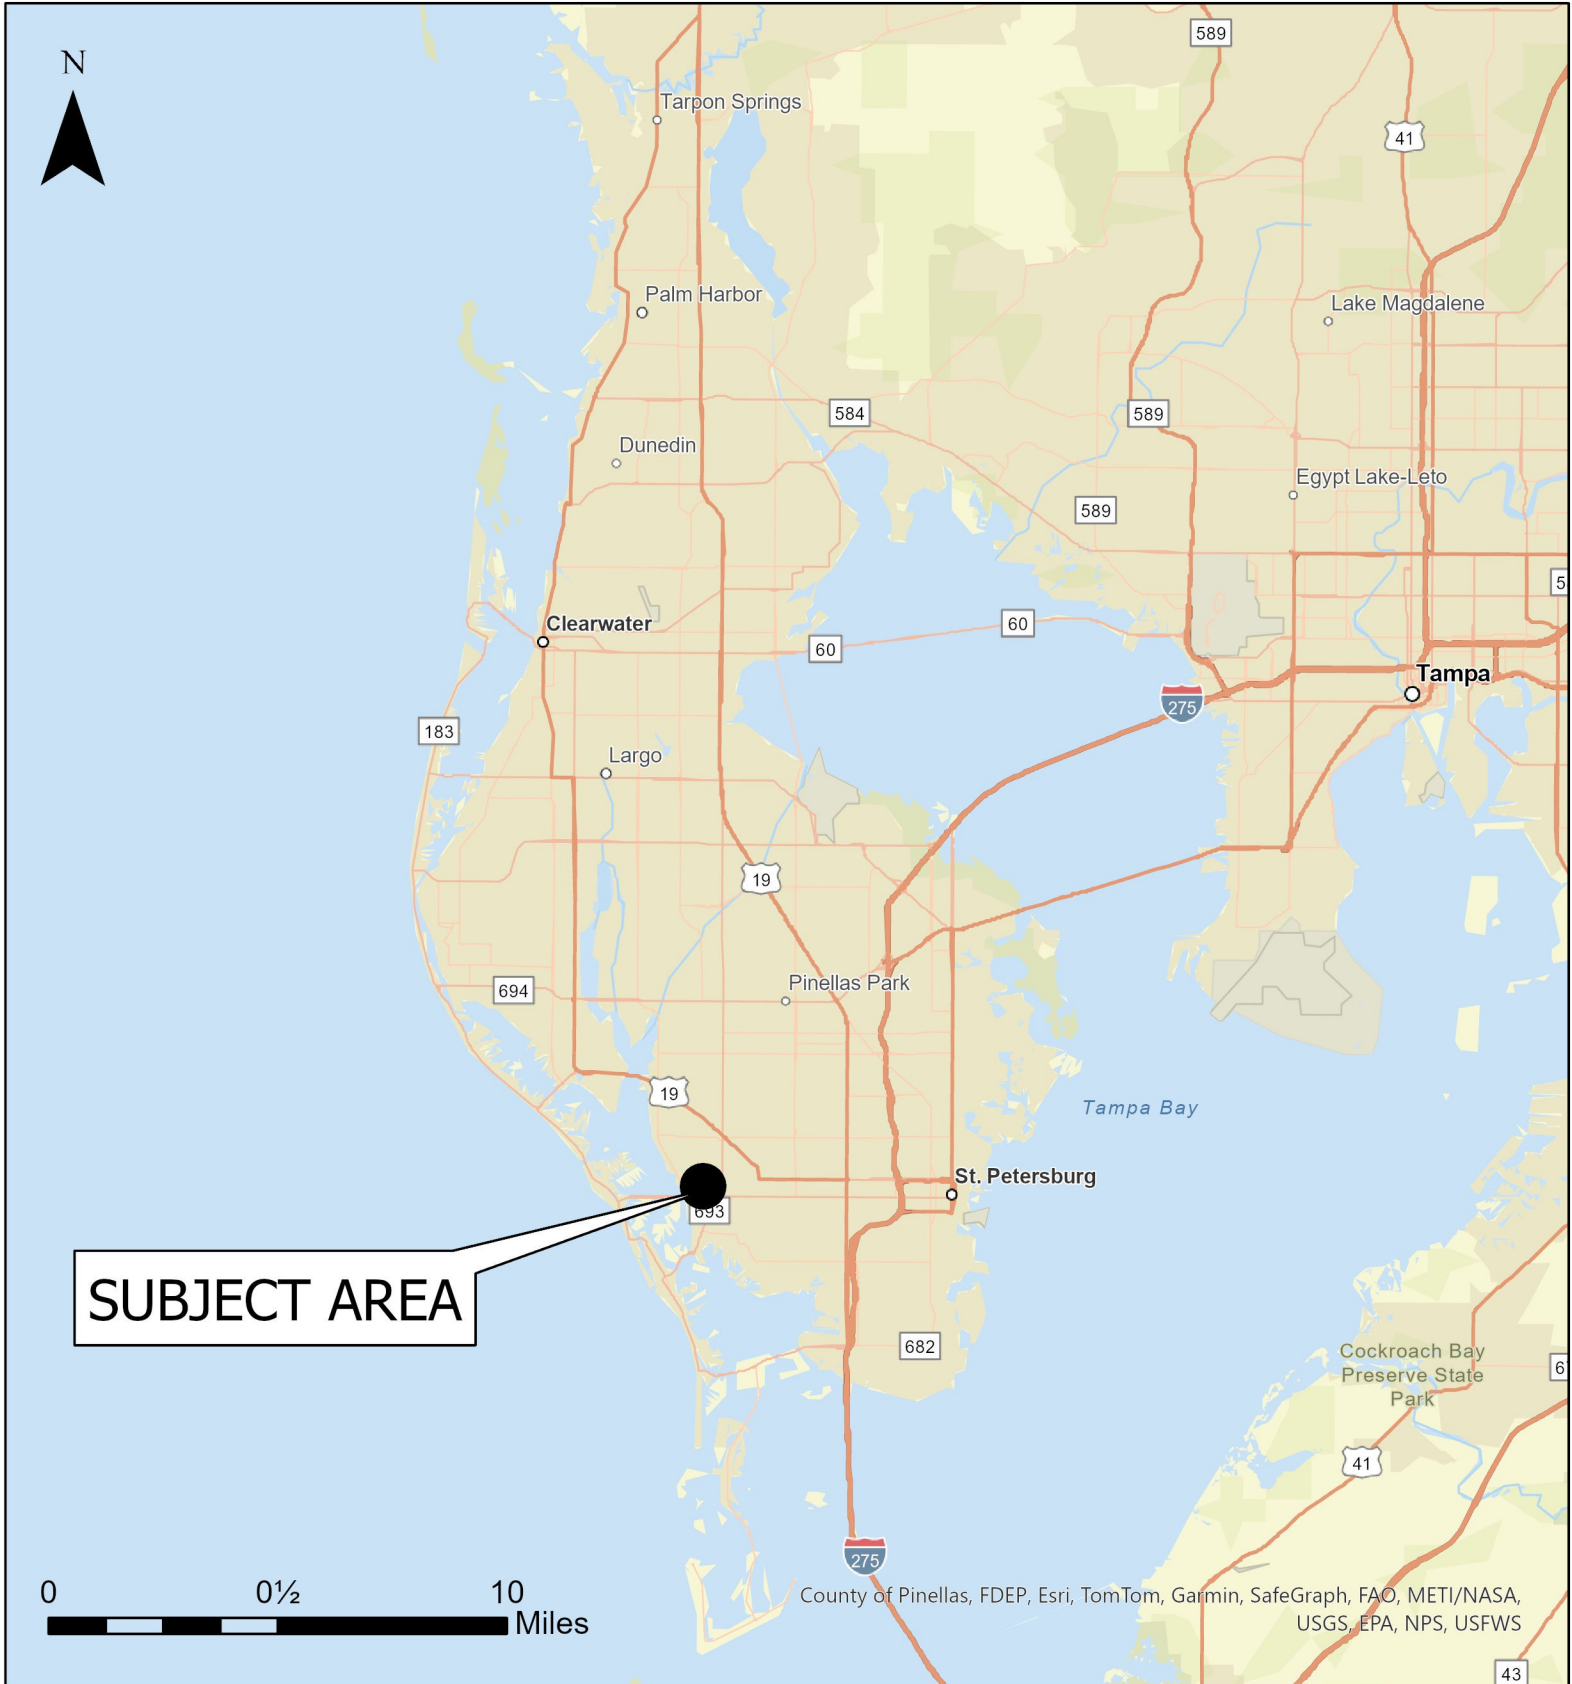 589
N
Tarpon Springs
41
Palm Harbor
Lake Magdalene
584
589
Dunedin
Egypt Lake-Leto
589
5
Clearwater
60
60
Tampa
275
183
Largo
19
Pinellas Park
694
19
Tampa Bay
St. Petersburg
693
SUBJECT AREA
682
Cockroach Bay
Preserve State
Park
6
41
275
0 0½ 10
Miles
County of Pinellas, FDEP, Esri, TomTom, Garmin, SafeGraph, FAO, METI/NASA,
USGS, EPA, NPS, USFWS
43